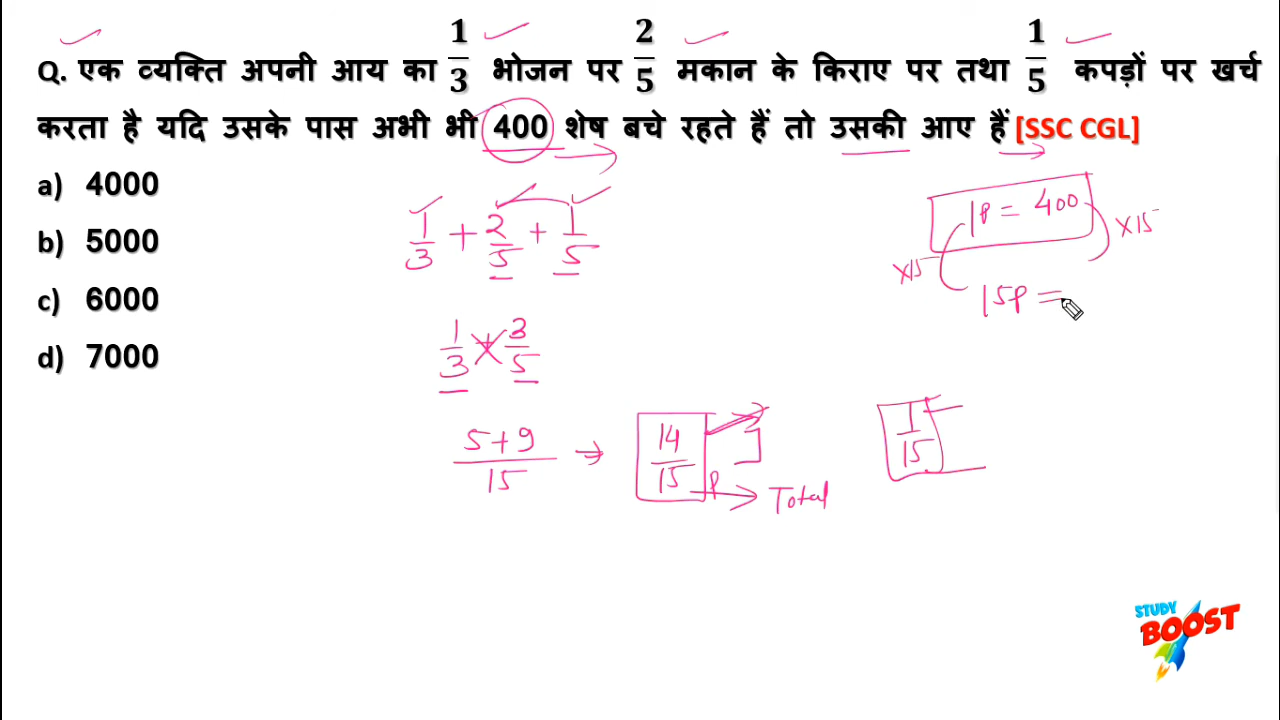 Q. एक व्यक्ति अपनी आय का 1/3 भोजन पर 2/5 मकान के किराए पर तथा 1/5 कपड़ों पर खर्च
करता है यदि उसके पास अभी भी 400 शेष बचे रहते हैं तो उसकी आए हैं [SSC CGL]
a) 4000
b) 5000
c) 6000
d) 7000
1/3 + 2/5 + 1/5
1P = 400
×15
×15
15P =
1/3 + 3/5
5+9/15
14/15 P
Total
1/15
STUDY
BOOST